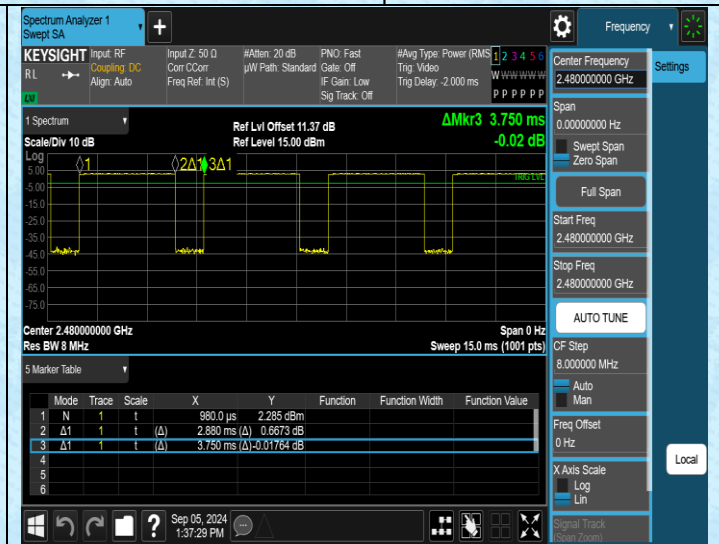 Spectrum Analyzer 1
Swept SA
Frequency
KEYSIGHT Input: RF
RL Coupling: DC
Align: Auto
Input Z: 50 Ω
Corr CCorr
Freq Ref: Int (S)
#Atten: 20 dB
µW Path: Standard
PNO: Fast
Gate: Off
IF Gain: Low
Sig Track: Off
#Avg Type: Power (RMS
Trig: Video
Trig Delay: -2.000 ms
1 2 3 4 5 6
W W W W W W
P P P P P P
LXI
1 Spectrum
Scale/Div 10 dB
Ref Lvl Offset 11.37 dB
Ref Level 15.00 dBm
ΔMkr3 3.750 ms
-0.02 dB
Log
◊1
◊2Δ1
3Δ1
TRIG LVL
5.00
-5.00
-15.0
-25.0
-35.0
-45.0
-55.0
-65.0
-75.0
Center 2.480000000 GHz
Res BW 8 MHz
Span 0 Hz
Sweep 15.0 ms (1001 pts)
5 Marker Table
Mode Trace Scale X Y Function Function Width Function Value
1 N 1 t 980.0 µs 2.285 dBm
2 Δ1 1 t (Δ) 2.880 ms (Δ) 0.6673 dB
3 Δ1 1 t (Δ) 3.750 ms (Δ) -0.01764 dB
4
5
6
?
Sep 05, 2024
1:37:29 PM
Center Frequency
2.480000000 GHz
Settings
Span
0.00000000 Hz
Swept Span
Zero Span
Full Span
Start Freq
2.480000000 GHz
Stop Freq
2.480000000 GHz
AUTO TUNE
CF Step
8.000000 MHz
Auto
Man
Freq Offset
0 Hz
X Axis Scale
Log
Lin
Local
Signal Track
(Span Zoom)